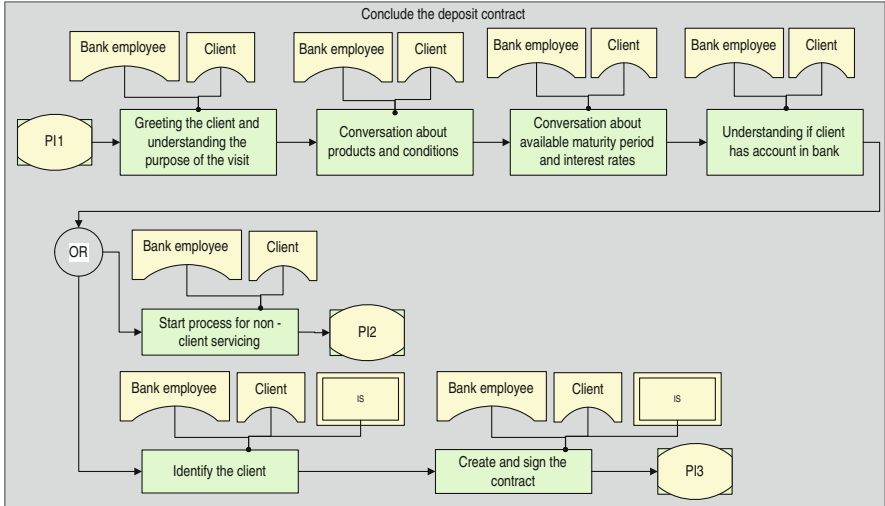 Conclude the deposit contract
Bank employee
Client
Bank employee
Client
Bank employee
Client
Bank employee
Client
PI1
Greeting the client and
understanding the
purpose of the visit
Conversation about
products and conditions
Conversation about
available maturity period
and interest rates
Understanding if client
has account in bank
OR
Bank employee
Client
Start process for non -
client servicing
PI2
Bank employee
Client
IS
Bank employee
Client
IS
Identify the client
Create and sign the
contract
PI3